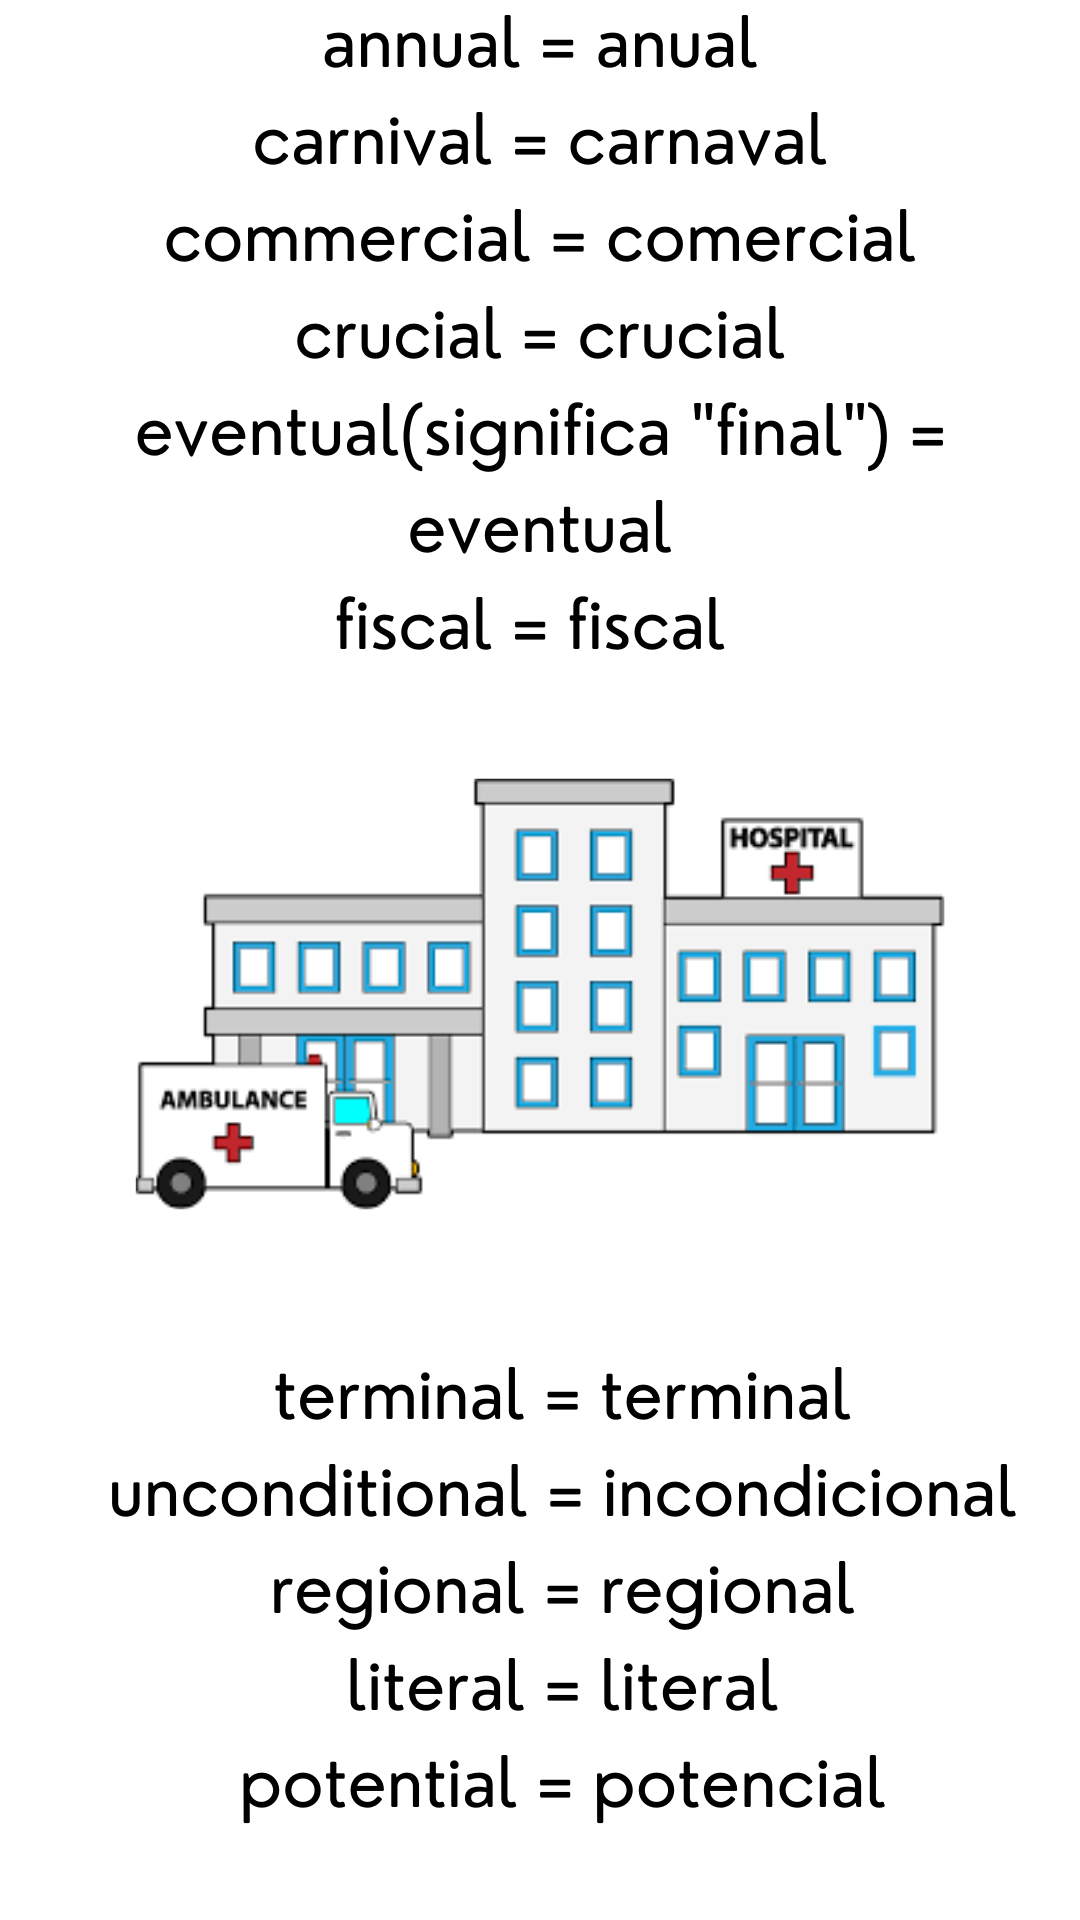 annual = anual
carnival = carnaval
commercial = comercial
crucial = crucial
eventual(significa "final") =
eventual
fiscal = fiscal
HOSPITAL
AMBULANCE
terminal = terminal
unconditional = incondicional
regional = regional
literal = literal
potential = potencial